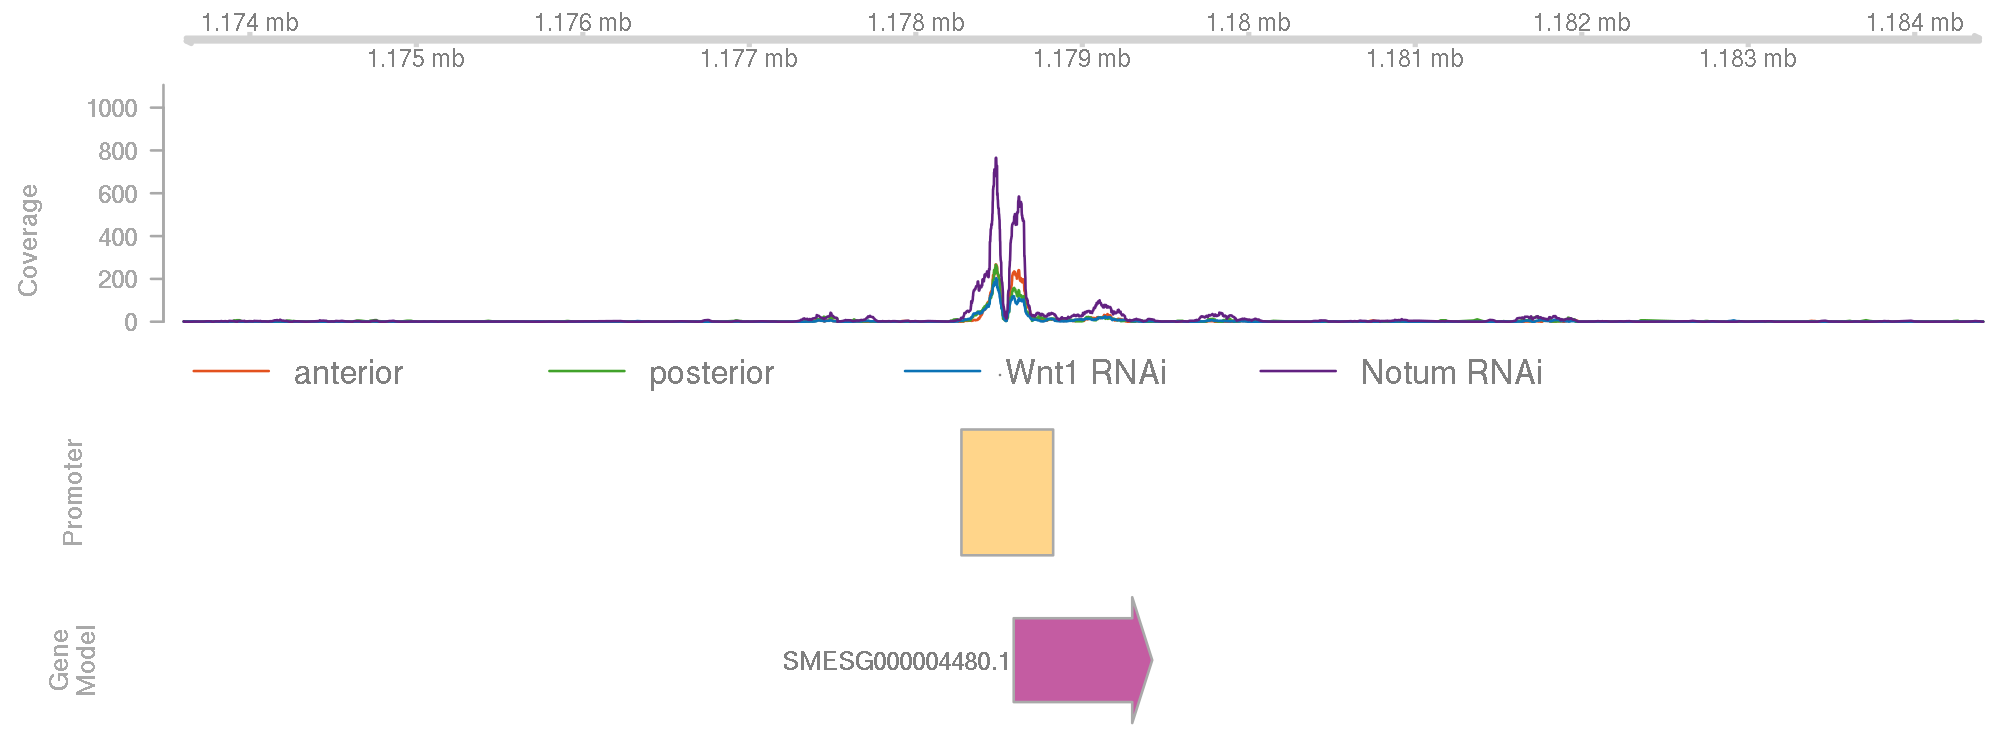 1.174 mb 1.176 mb 1.178 mb 1.18 mb 1.182 mb 1.184 mb
1.175 mb 1.177 mb 1.179 mb 1.181 mb 1.183 mb
Coverage
1000
800
600
400
200
0
anterior posterior Wnt1 RNAi Notum RNAi
Promoter
Gene
Model
SMESG000004480.1